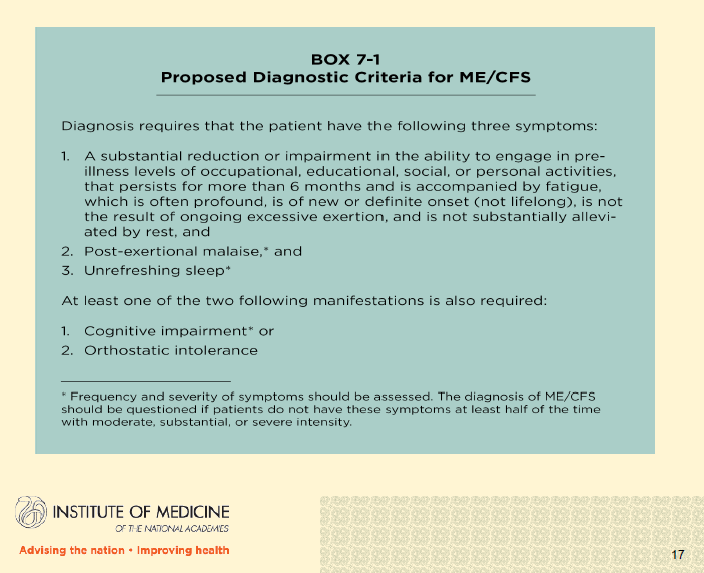 BOX 7-1
Proposed Diagnostic Criteria for ME/CFS
Diagnosis requires that the patient have the following three symptoms:
1. A substantial reduction or impairment in the ability to engage in pre-
illness levels of occupational, educational, social, or personal activities,
that persists for more than 6 months and is accompanied by fatigue,
which is often profound, is of new or definite onset (not lifelong), is not
the result of ongoing excessive exertion, and is not substantially allevi-
ated by rest, and
2. Post-exertional malaise,* and
3. Unrefreshing sleep*
At least one of the two following manifestations is also required:
1. Cognitive impairment* or
2. Orthostatic intolerance
* Frequency and severity of symptoms should be assessed. The diagnosis of ME/CFS
should be questioned if patients do not have these symptoms at least half of the time
with moderate, substantial, or severe intensity.
INSTITUTE OF MEDICINE
OF THE NATIONAL ACADEMIES
Advising the nation • Improving health
17